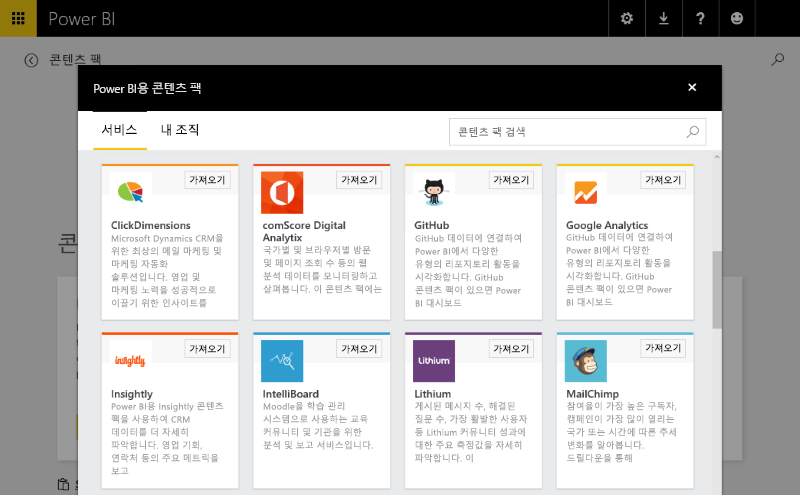 Power BI
콘텐츠 팩
Power BI용 콘텐츠 팩
서비스
내 조직
콘텐츠 팩 검색
가져오기
ClickDimensions
Microsoft Dynamics CRM을
위한 최상의 메일 마케팅 및
마케팅 자동화
솔루션입니다. 영업 및
마케팅 노력을 성공적으로
이끌기 위한 인사이트를
가져오기
comScore Digital
Analytix
국가별 및 브라우저별 방문
및 페이지 조회 수 등의 웹
분석 데이터를 모니터링하고
살펴봅니다. 이 콘텐츠 팩에는
가져오기
GitHub
GitHub 데이터에 연결하여
Power BI에서 다양한
유형의 리포지토리 활동을
시각화합니다. GitHub
콘텐츠 팩이 있으면 Power
BI 대시보드
가져오기
Google Analytics
GitHub 데이터에 연결하여
Power BI에서 다양한
유형의 리포지토리 활동을
시각화합니다. GitHub
콘텐츠 팩이 있으면 Power
BI 대시보드
insightly
가져오기
Insightly
Power BI용 Insightly 콘텐츠
팩을 사용하여 CRM
데이터를 더 자세히
파악합니다. 영업 기회,
연락처 등의 주요 메트릭을
보고
가져오기
IntelliBoard
Moodle을 학습 관리
시스템으로 사용하는 교육
커뮤니티 및 기관을 위한
분석 및 보고 서비스입니다.
Lithium
가져오기
Lithium
게시된 메시지 수, 해결된
질문 수, 가장 활발한 사용자
등 Lithium 커뮤니티 성과에
대한 주요 측정값을 자세히
파악합니다. 이
가져오기
MailChimp
참여율이 가장 높은 구독자,
캠페인이 가장 많이 열리는
국가 또는 시간에 따른 추세
변화를 알아봅니다.
드릴다운을 통해